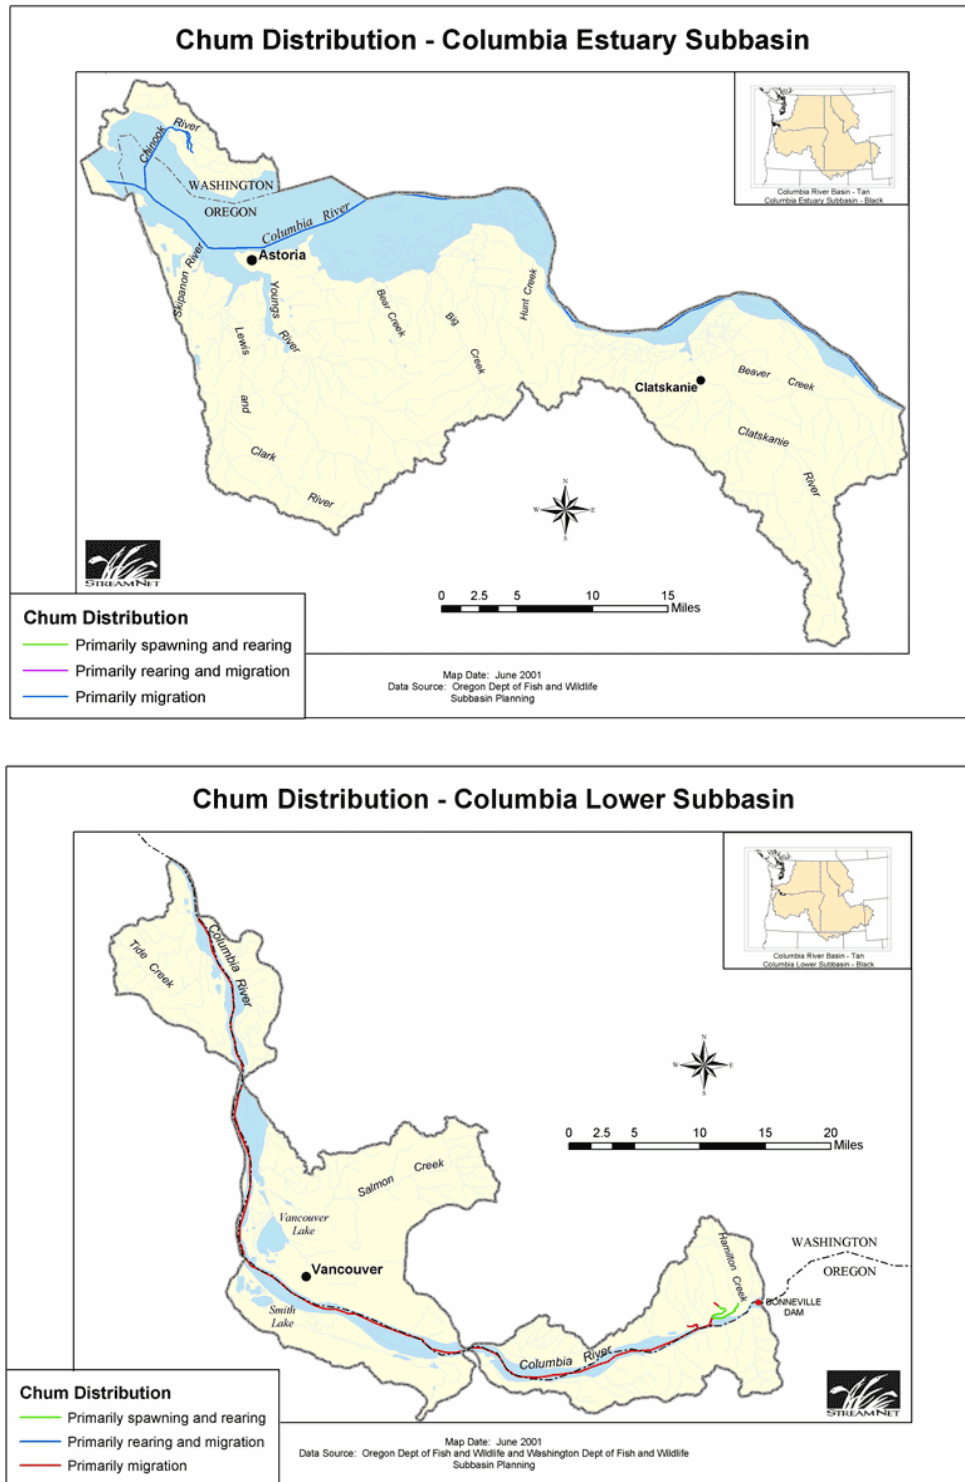 Chum Distribution - Columbia Estuary Subbasin
Columbia River Basin - Tan
Columbia Estuary Subbasin - Black
Chinook River
WASHINGTON
OREGON
Columbia River
Astoria
Skipanon River
Youngs River
Lewis and Clark River
Bear Creek
Big Creek
Hunt Creek
Clatskanie
Beaver Creek
Clatskanie River
N
W E
S
0 2.5 5 10 15
Miles
STREAMNET
Chum Distribution
Primarily spawning and rearing
Primarily rearing and migration
Primarily migration
Map Date: June 2001
Data Source: Oregon Dept of Fish and Wildlife
Subbasin Planning
Chum Distribution - Columbia Lower Subbasin
Columbia River Basin - Tan
Columbia Lower Subbasin - Black
Tide Creek
Columbia River
N
W E
S
0 2.5 5 10 15 20
Miles
Salmon Creek
Vancouver Lake
Vancouver
Smith Lake
Hamilton Creek
WASHINGTON
OREGON
BONNEVILLE DAM
Columbia River
STREAMNET
Chum Distribution
Primarily spawning and rearing
Primarily rearing and migration
Primarily migration
Map Date: June 2001
Data Source: Oregon Dept of Fish and Wildlife and Washington Dept of Fish and Wildlife
Subbasin Planning